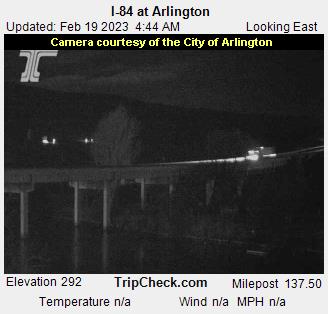 I-84 at Arlington
Updated: Feb 19 2023 4:44 AM Looking East
Camera courtesy of the City of Arlington
Elevation 292 TripCheck.com Milepost 137.50
Temperature n/a Wind n/a MPH n/a